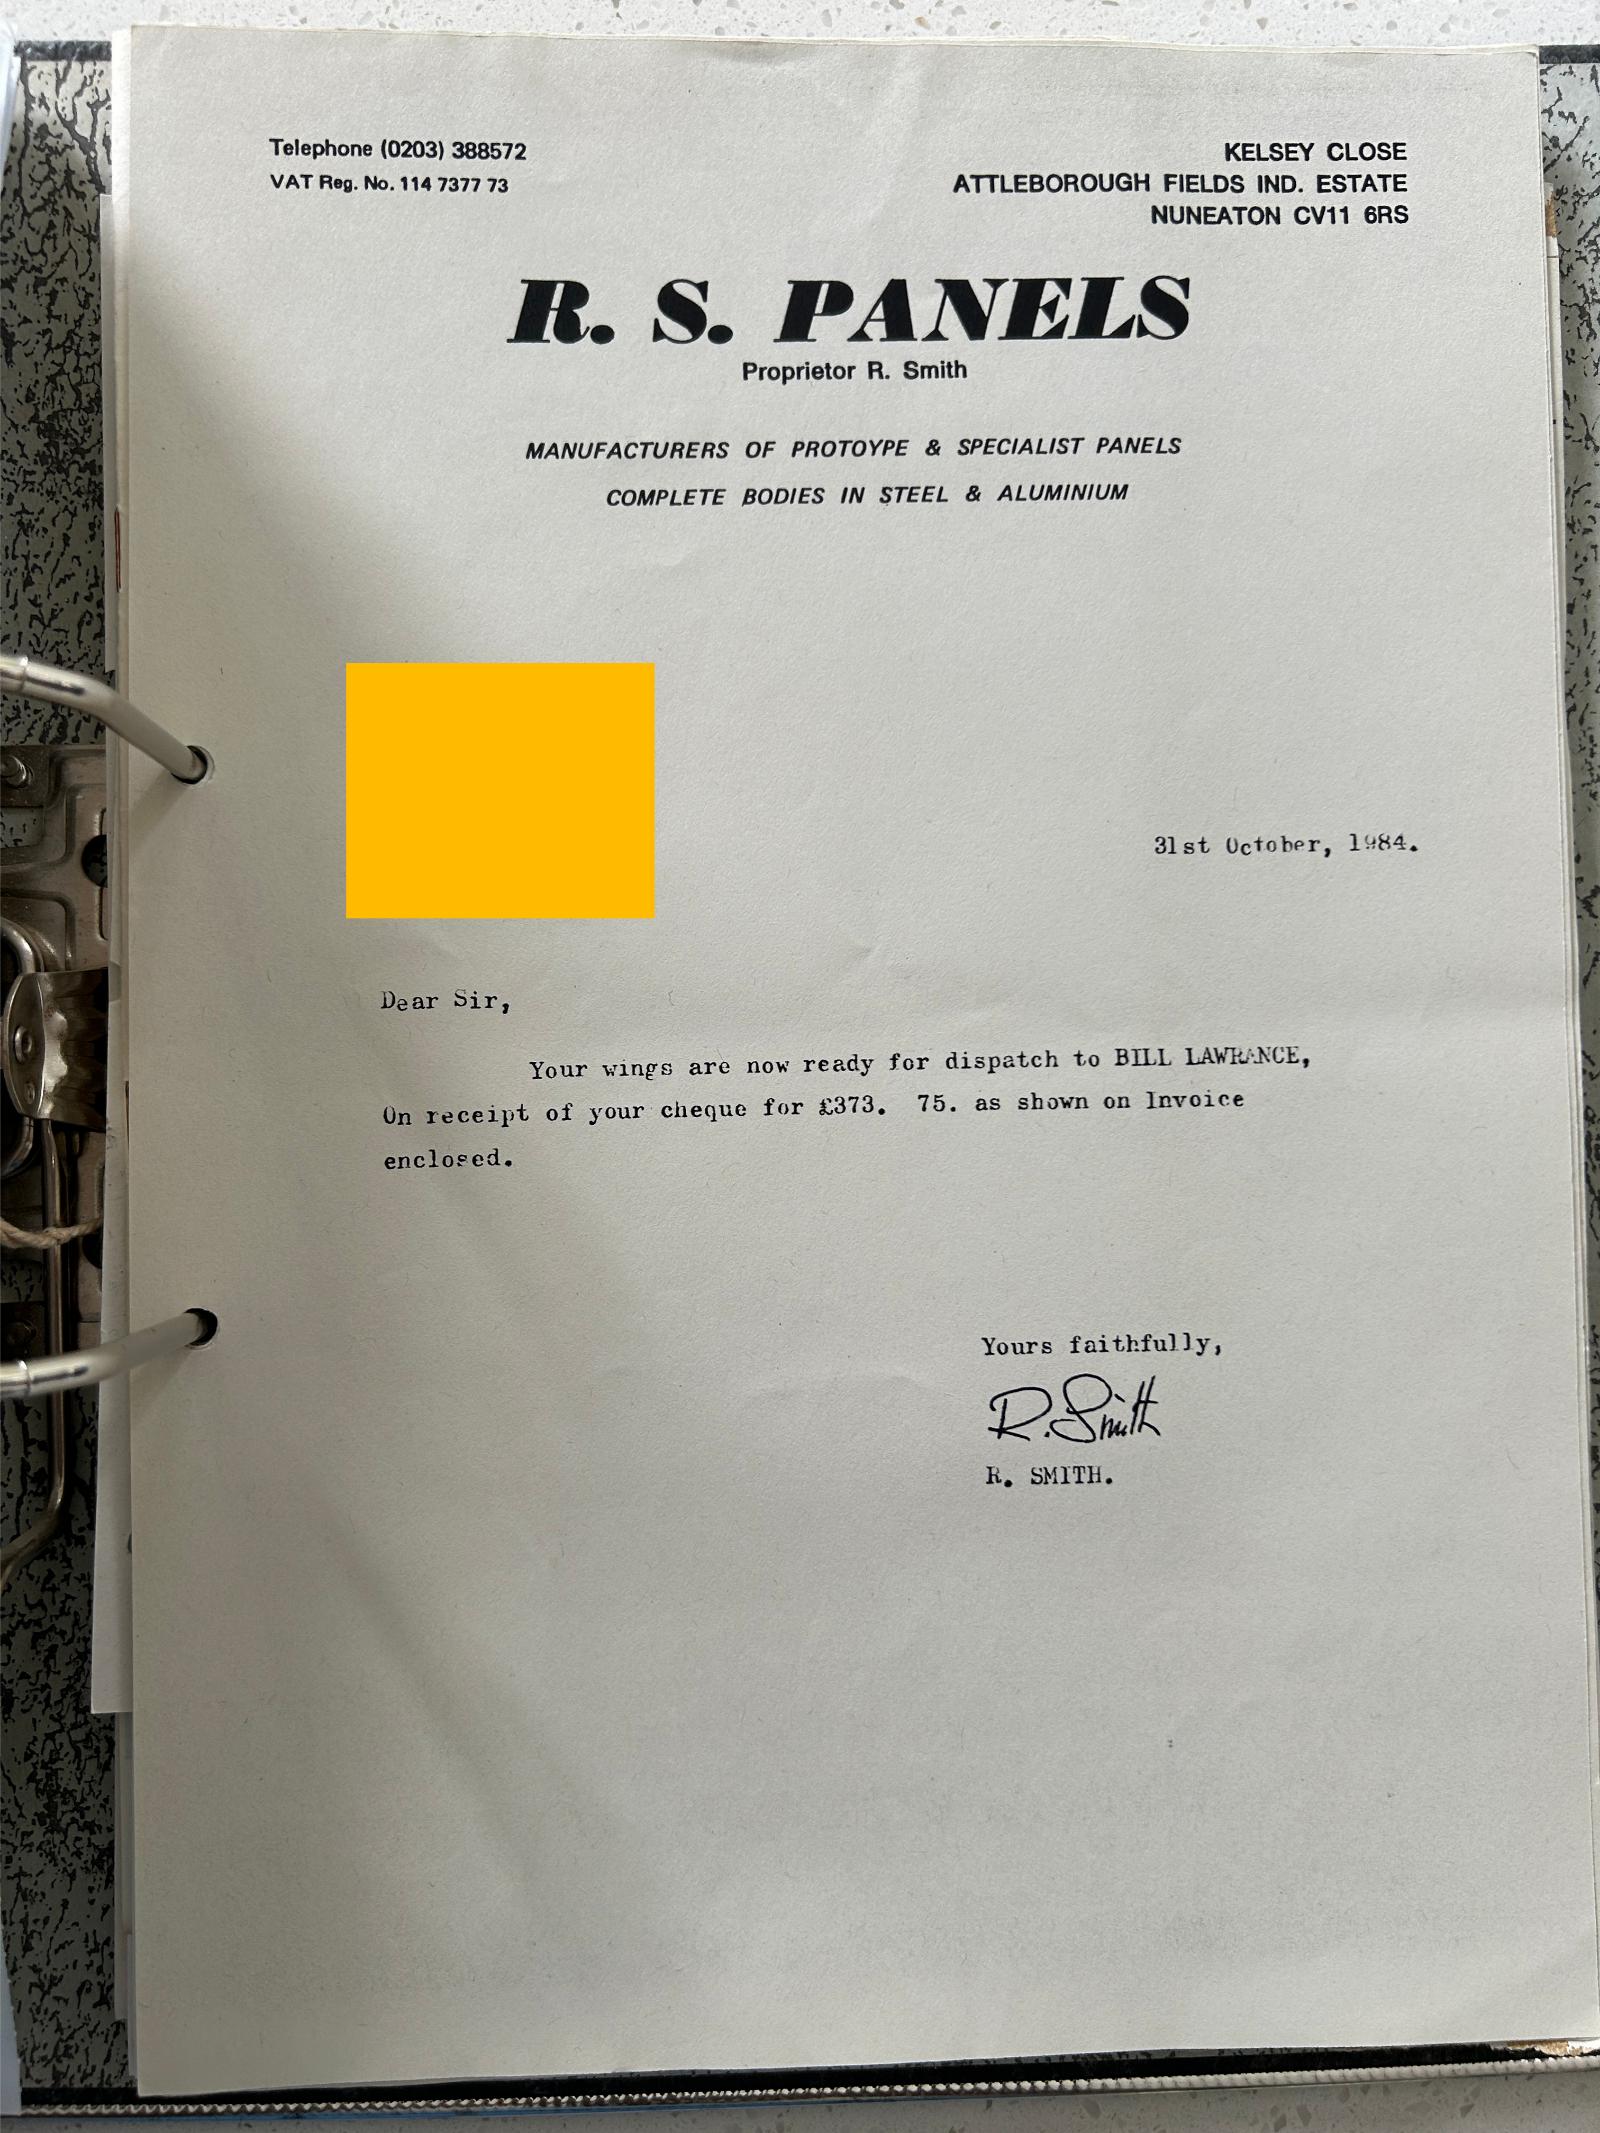 Telephone (0203) 388572
VAT Reg. No. 114 7377 73
KELSEY CLOSE
ATTLEBOROUGH FIELDS IND. ESTATE
NUNEATON CV11 6RS
R. S. PANELS
Proprietor R. Smith
MANUFACTURERS OF PROTOYPE & SPECIALIST PANELS
COMPLETE BODIES IN STEEL & ALUMINIUM
31st October, 1984.
Dear Sir,
Your wings are now ready for dispatch to BILL LAWRANCE,
On receipt of your cheque for £373. 75. as shown on Invoice
enclosed.
Yours faithfully,
R. Smith
R. SMITH.